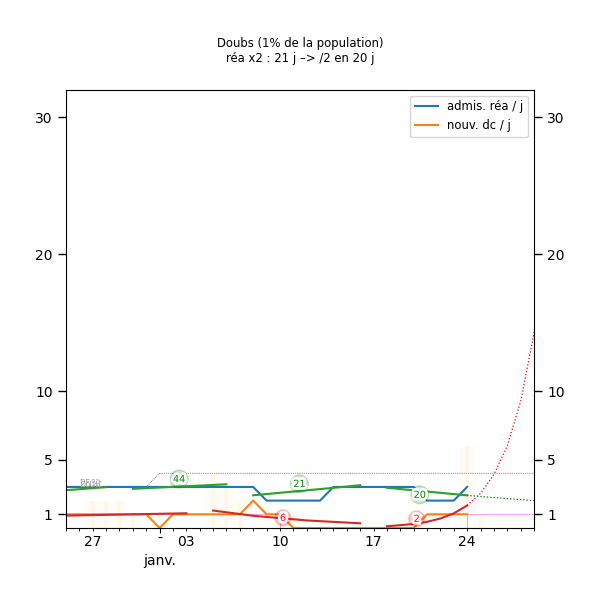 Doubs (1% de la population)
réa x2 : 21 j –> /2 en 20 j
admis. réa / j
nouv. dc / j
30 30
20 20
10 10
5 5
1 1
44
21
20
6
2
27 - 03 10 17 24
janv.